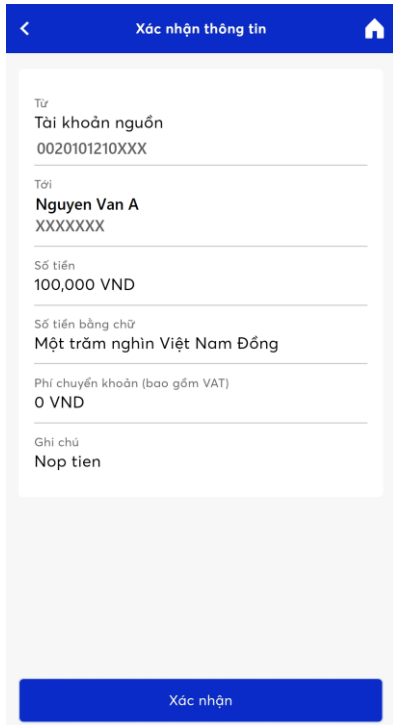 Xác nhận thông tin
Từ
Tài khoản nguồn
0020101210XXX
Tới
Nguyen Van A
XXXXXXX
Số tiền
100,000 VND
Số tiền bằng chữ
Một trăm nghìn Việt Nam Đồng
Phí chuyển khoản (bao gồm VAT)
0 VND
Ghi chú
Nop tien
Xác nhận